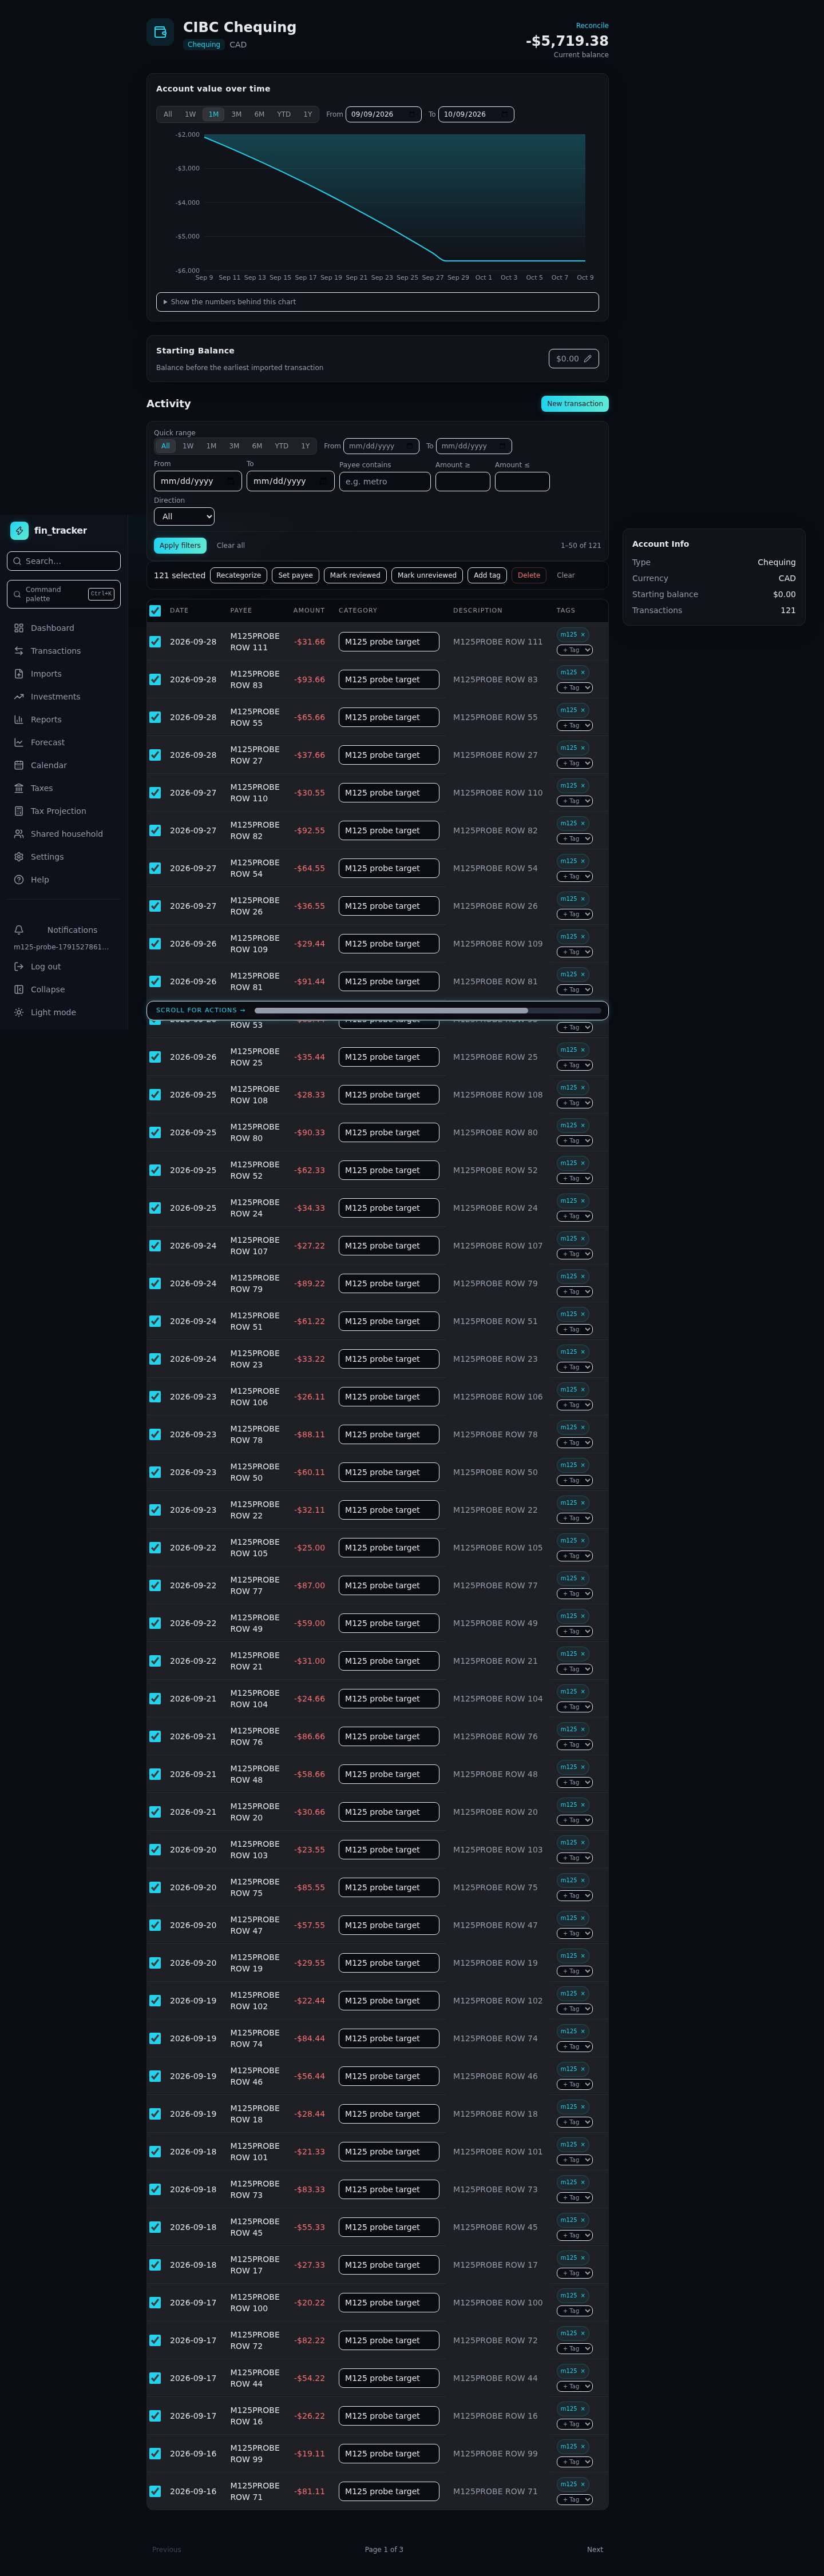 CIBC Chequing
Chequing CAD
Reconcile
-$5,719.38
Current balance
Account value over time
All 1W 1M 3M 6M YTD 1Y From 09/09/2026 To 10/09/2026
-$2,000
-$3,000
-$4,000
-$5,000
-$6,000
Sep 9 Sep 11 Sep 13 Sep 15 Sep 17 Sep 19 Sep 21 Sep 23 Sep 25 Sep 27 Sep 29 Oct 1 Oct 3 Oct 5 Oct 7 Oct 9
Show the numbers behind this chart
Starting Balance
Balance before the earliest imported transaction
$0.00
Activity
New transaction
Quick range
All 1W 1M 3M 6M YTD 1Y From mm/dd/yyyy To mm/dd/yyyy
From To Payee contains Amount ≥ Amount ≤
mm/dd/yyyy mm/dd/yyyy e.g. metro
Direction
All
Apply filters Clear all 1–50 of 121
fin_tracker
Search...
Command palette Ctrl+K
Dashboard
Transactions
Imports
Investments
Reports
Forecast
Calendar
Taxes
Tax Projection
Shared household
Settings
Help
Notifications
m125-probe-1791527861...
Log out
Collapse
Light mode
Account Info
Type Chequing
Currency CAD
Starting balance $0.00
Transactions 121
121 selected Recategorize Set payee Mark reviewed Mark unreviewed Add tag Delete Clear
DATE PAYEE AMOUNT CATEGORY DESCRIPTION TAGS
2026-09-28 M125PROBE ROW 111 -$31.66 M125 probe target M125PROBE ROW 111 m125 × + Tag
2026-09-28 M125PROBE ROW 83 -$93.66 M125 probe target M125PROBE ROW 83 m125 × + Tag
2026-09-28 M125PROBE ROW 55 -$65.66 M125 probe target M125PROBE ROW 55 m125 × + Tag
2026-09-28 M125PROBE ROW 27 -$37.66 M125 probe target M125PROBE ROW 27 m125 × + Tag
2026-09-27 M125PROBE ROW 110 -$30.55 M125 probe target M125PROBE ROW 110 m125 × + Tag
2026-09-27 M125PROBE ROW 82 -$92.55 M125 probe target M125PROBE ROW 82 m125 × + Tag
2026-09-27 M125PROBE ROW 54 -$64.55 M125 probe target M125PROBE ROW 54 m125 × + Tag
2026-09-27 M125PROBE ROW 26 -$36.55 M125 probe target M125PROBE ROW 26 m125 × + Tag
2026-09-26 M125PROBE ROW 109 -$29.44 M125 probe target M125PROBE ROW 109 m125 × + Tag
2026-09-26 M125PROBE ROW 81 -$91.44 M125 probe target M125PROBE ROW 81 m125 × + Tag
SCROLL FOR ACTIONS →
ROW 53 + Tag
2026-09-26 M125PROBE ROW 25 -$35.44 M125 probe target M125PROBE ROW 25 m125 × + Tag
2026-09-25 M125PROBE ROW 108 -$28.33 M125 probe target M125PROBE ROW 108 m125 × + Tag
2026-09-25 M125PROBE ROW 80 -$90.33 M125 probe target M125PROBE ROW 80 m125 × + Tag
2026-09-25 M125PROBE ROW 52 -$62.33 M125 probe target M125PROBE ROW 52 m125 × + Tag
2026-09-25 M125PROBE ROW 24 -$34.33 M125 probe target M125PROBE ROW 24 m125 × + Tag
2026-09-24 M125PROBE ROW 107 -$27.22 M125 probe target M125PROBE ROW 107 m125 × + Tag
2026-09-24 M125PROBE ROW 79 -$89.22 M125 probe target M125PROBE ROW 79 m125 × + Tag
2026-09-24 M125PROBE ROW 51 -$61.22 M125 probe target M125PROBE ROW 51 m125 × + Tag
2026-09-24 M125PROBE ROW 23 -$33.22 M125 probe target M125PROBE ROW 23 m125 × + Tag
2026-09-23 M125PROBE ROW 106 -$26.11 M125 probe target M125PROBE ROW 106 m125 × + Tag
2026-09-23 M125PROBE ROW 78 -$88.11 M125 probe target M125PROBE ROW 78 m125 × + Tag
2026-09-23 M125PROBE ROW 50 -$60.11 M125 probe target M125PROBE ROW 50 m125 × + Tag
2026-09-23 M125PROBE ROW 22 -$32.11 M125 probe target M125PROBE ROW 22 m125 × + Tag
2026-09-22 M125PROBE ROW 105 -$25.00 M125 probe target M125PROBE ROW 105 m125 × + Tag
2026-09-22 M125PROBE ROW 77 -$87.00 M125 probe target M125PROBE ROW 77 m125 × + Tag
2026-09-22 M125PROBE ROW 49 -$59.00 M125 probe target M125PROBE ROW 49 m125 × + Tag
2026-09-22 M125PROBE ROW 21 -$31.00 M125 probe target M125PROBE ROW 21 m125 × + Tag
2026-09-21 M125PROBE ROW 104 -$24.66 M125 probe target M125PROBE ROW 104 m125 × + Tag
2026-09-21 M125PROBE ROW 76 -$86.66 M125 probe target M125PROBE ROW 76 m125 × + Tag
2026-09-21 M125PROBE ROW 48 -$58.66 M125 probe target M125PROBE ROW 48 m125 × + Tag
2026-09-21 M125PROBE ROW 20 -$30.66 M125 probe target M125PROBE ROW 20 m125 × + Tag
2026-09-20 M125PROBE ROW 103 -$23.55 M125 probe target M125PROBE ROW 103 m125 × + Tag
2026-09-20 M125PROBE ROW 75 -$85.55 M125 probe target M125PROBE ROW 75 m125 × + Tag
2026-09-20 M125PROBE ROW 47 -$57.55 M125 probe target M125PROBE ROW 47 m125 × + Tag
2026-09-20 M125PROBE ROW 19 -$29.55 M125 probe target M125PROBE ROW 19 m125 × + Tag
2026-09-19 M125PROBE ROW 102 -$22.44 M125 probe target M125PROBE ROW 102 m125 × + Tag
2026-09-19 M125PROBE ROW 74 -$84.44 M125 probe target M125PROBE ROW 74 m125 × + Tag
2026-09-19 M125PROBE ROW 46 -$56.44 M125 probe target M125PROBE ROW 46 m125 × + Tag
2026-09-19 M125PROBE ROW 18 -$28.44 M125 probe target M125PROBE ROW 18 m125 × + Tag
2026-09-18 M125PROBE ROW 101 -$21.33 M125 probe target M125PROBE ROW 101 m125 × + Tag
2026-09-18 M125PROBE ROW 73 -$83.33 M125 probe target M125PROBE ROW 73 m125 × + Tag
2026-09-18 M125PROBE ROW 45 -$55.33 M125 probe target M125PROBE ROW 45 m125 × + Tag
2026-09-18 M125PROBE ROW 17 -$27.33 M125 probe target M125PROBE ROW 17 m125 × + Tag
2026-09-17 M125PROBE ROW 100 -$20.22 M125 probe target M125PROBE ROW 100 m125 × + Tag
2026-09-17 M125PROBE ROW 72 -$82.22 M125 probe target M125PROBE ROW 72 m125 × + Tag
2026-09-17 M125PROBE ROW 44 -$54.22 M125 probe target M125PROBE ROW 44 m125 × + Tag
2026-09-17 M125PROBE ROW 16 -$26.22 M125 probe target M125PROBE ROW 16 m125 × + Tag
2026-09-16 M125PROBE ROW 99 -$19.11 M125 probe target M125PROBE ROW 99 m125 × + Tag
2026-09-16 M125PROBE ROW 71 -$81.11 M125 probe target M125PROBE ROW 71 m125 × + Tag
Previous Page 1 of 3 Next